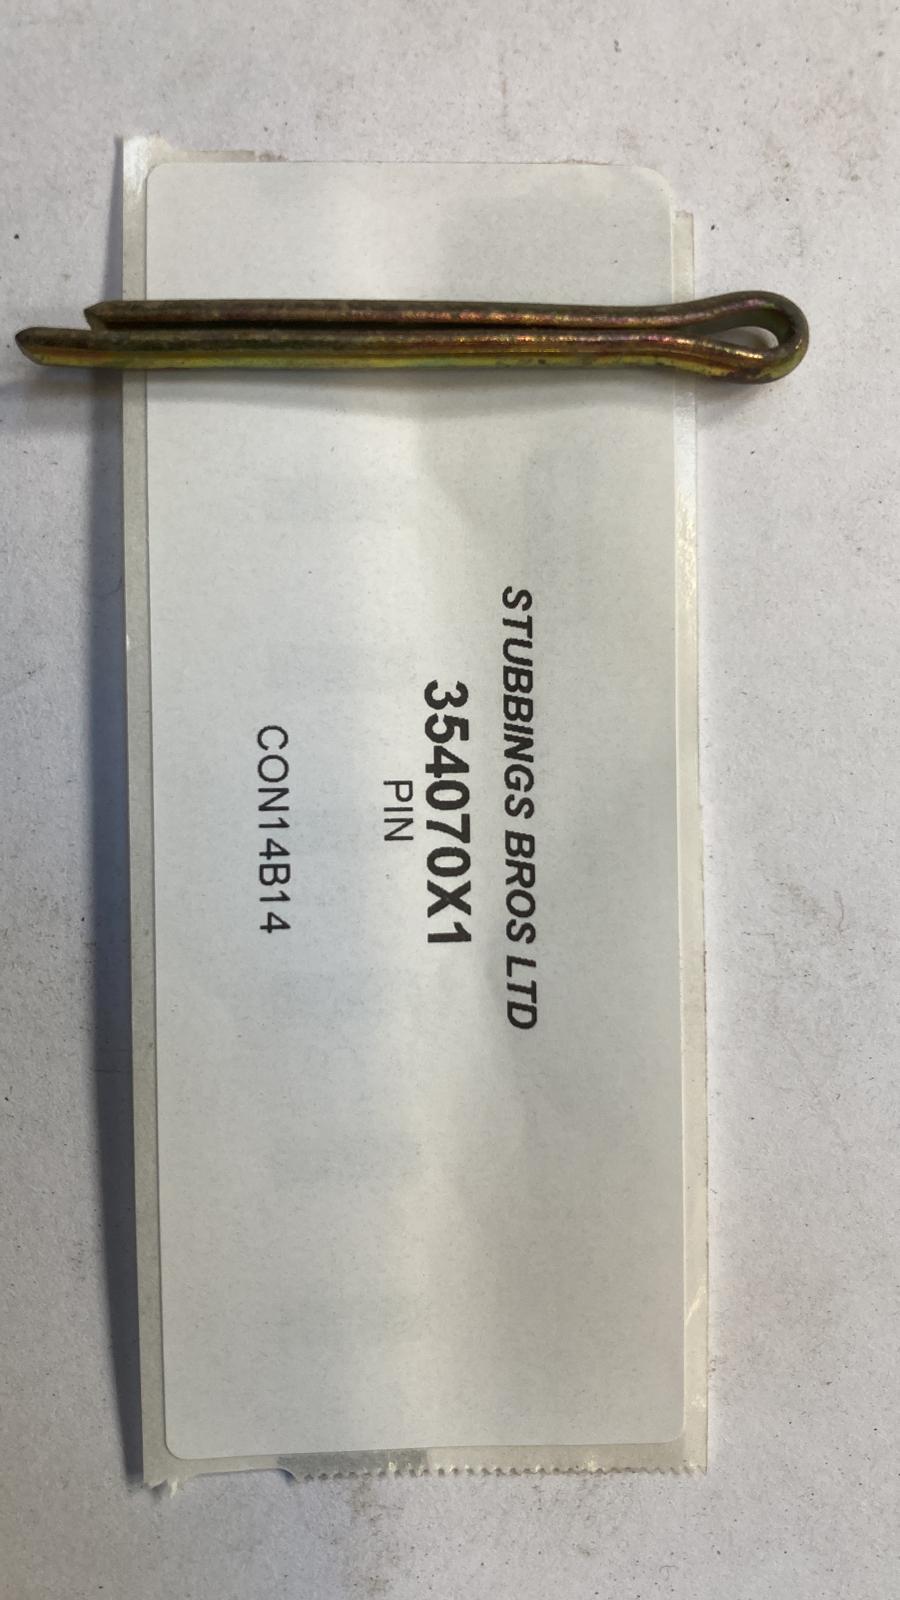 STUBBINGS BROS LTD
354070X1
PIN
CON14B14